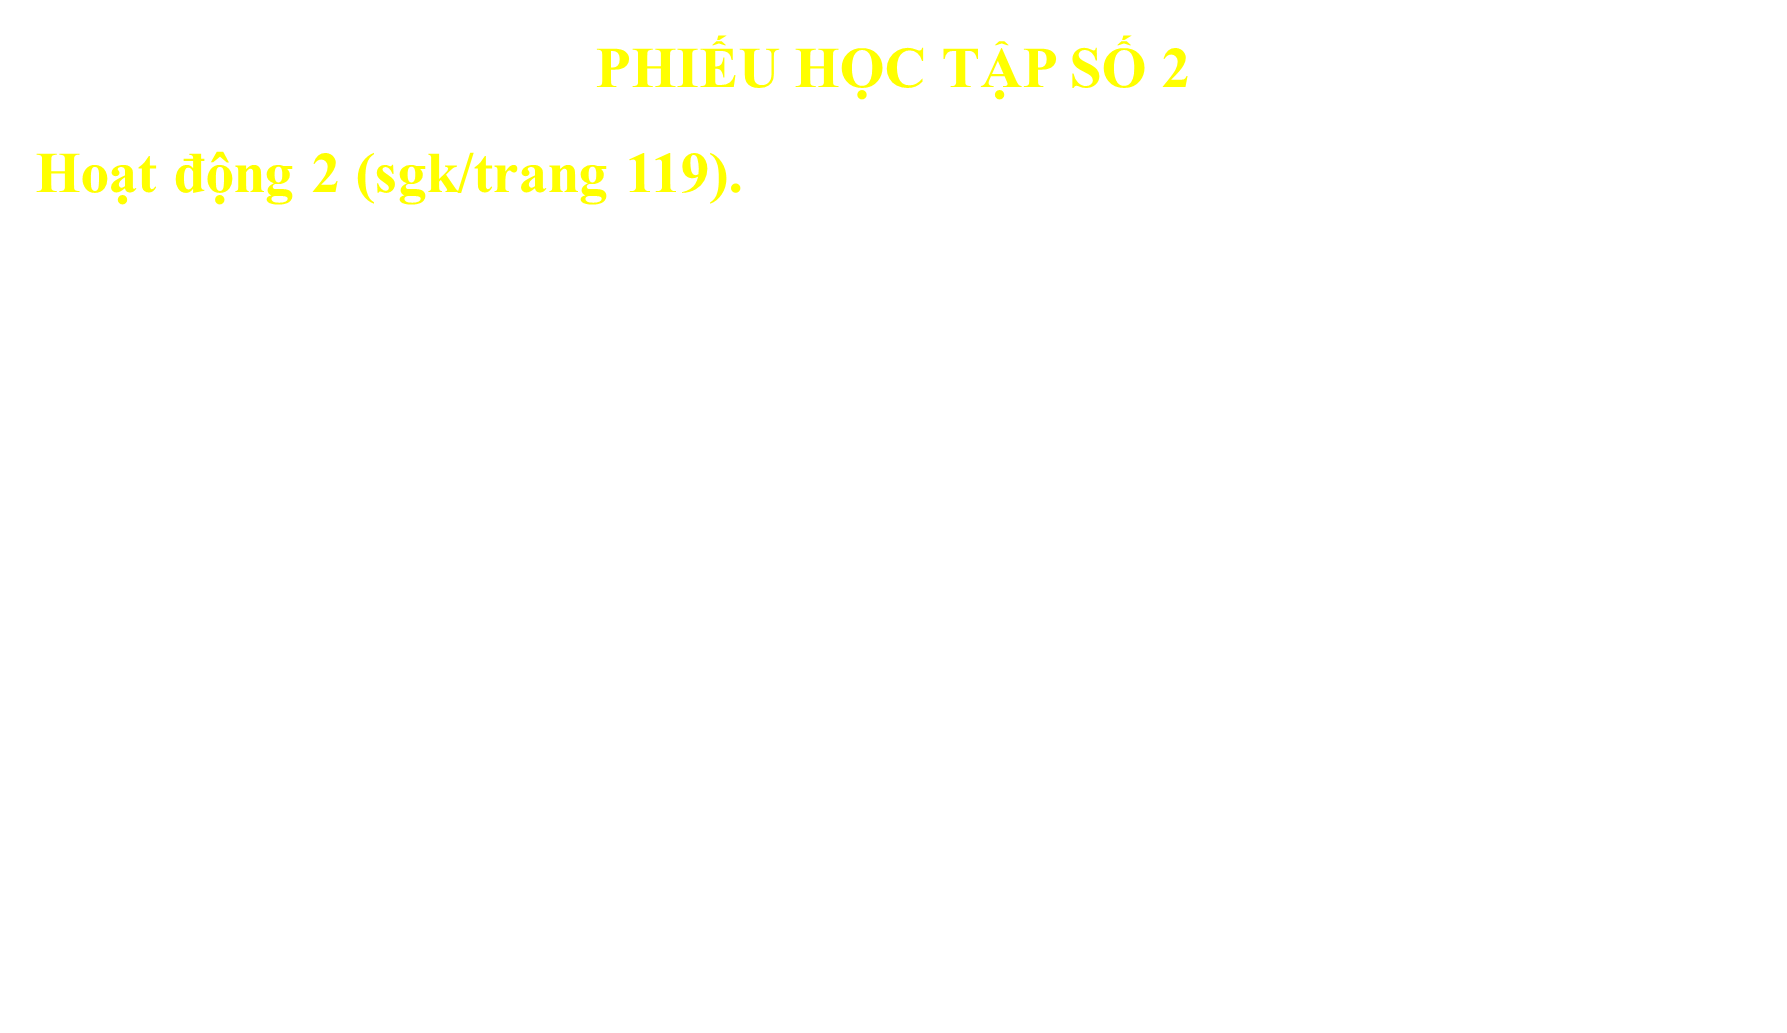 PHIẾU HỌC TẬP SỐ 2
Hoạt động 2 (sgk/trang 119).